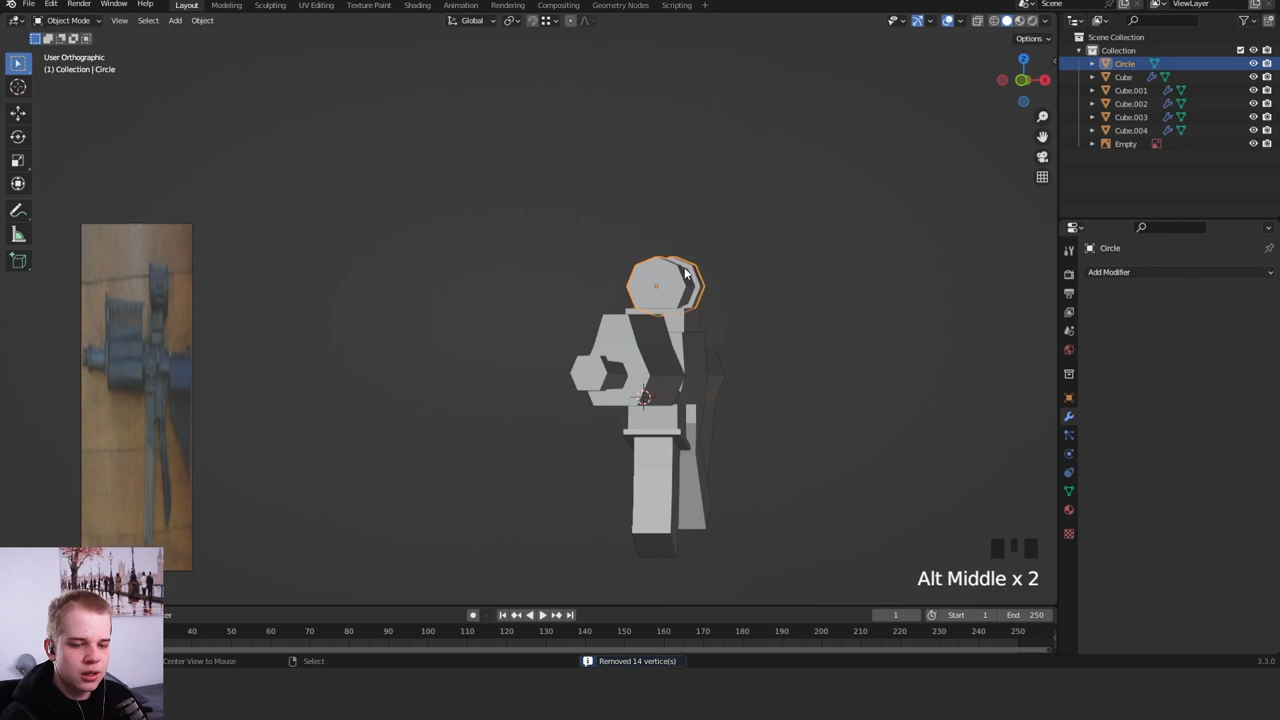 File Edit Render Window Help Layout Modeling Sculpting UV Editing Texture Paint Shading Animation Rendering Compositing Geometry Nodes Scripting + Scene ViewLayer
Object Mode View Select Add Object Global
Options
User Orthographic
(1) Collection | Circle
Z
X
Scene Collection
Collection
Circle
Cube
Cube.001
Cube.002
Cube.003
Cube.004
Empty
Circle
Add Modifier
Alt Middle x 2
1 Start 1 End 250
40 50 60 70 80 90 100 110 120 130 140 150 160 170 180 190 200 210 220 230 240 250
Center View to Mouse Select Removed 14 vertice(s) 3.3.0